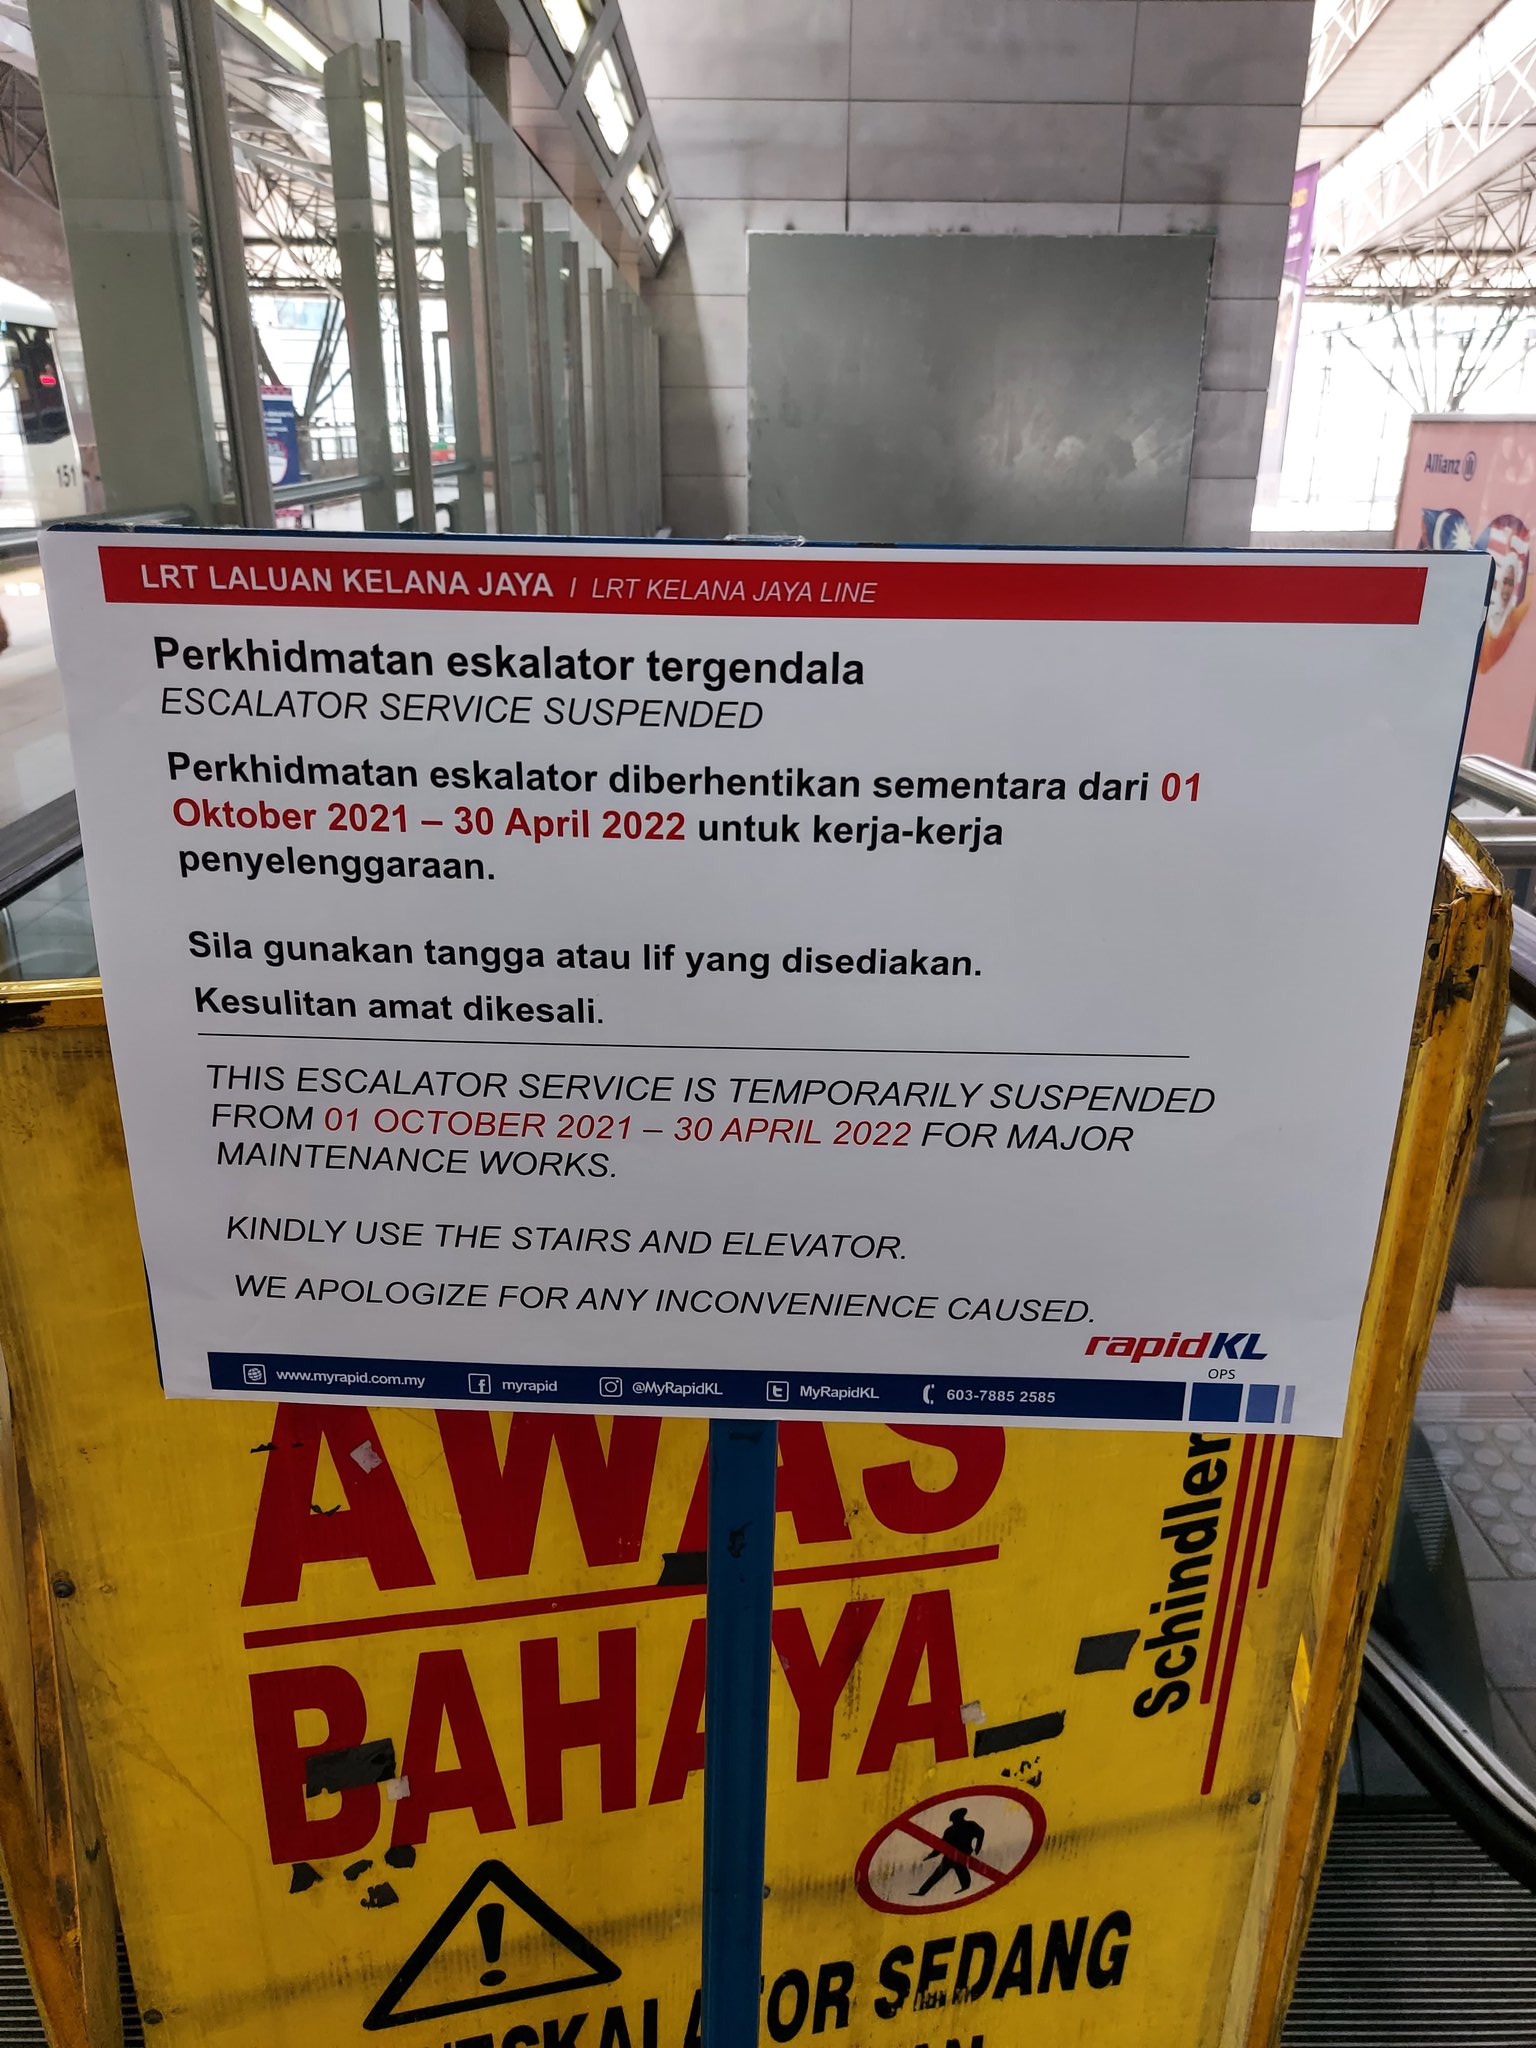 151
Allianz
LRT LALUAN KELANA JAYA | LRT KELANA JAYA LINE
Perkhidmatan eskalator tergendala
ESCALATOR SERVICE SUSPENDED
Perkhidmatan eskalator diberhentikan sementara dari 01
Oktober 2021 – 30 April 2022 untuk kerja-kerja
penyelenggaraan.
Sila gunakan tangga atau lif yang disediakan.
Kesulitan amat dikesali.
THIS ESCALATOR SERVICE IS TEMPORARILY SUSPENDED
FROM 01 OCTOBER 2021 – 30 APRIL 2022 FOR MAJOR
MAINTENANCE WORKS.
KINDLY USE THE STAIRS AND ELEVATOR.
WE APOLOGIZE FOR ANY INCONVENIENCE CAUSED.
rapidKL
OPS
www.myrapid.com.my myrapid @MyRapidKL MyRapidKL 603-7885 2585
AWAS
BAHAYA
Schindler
SEDANG